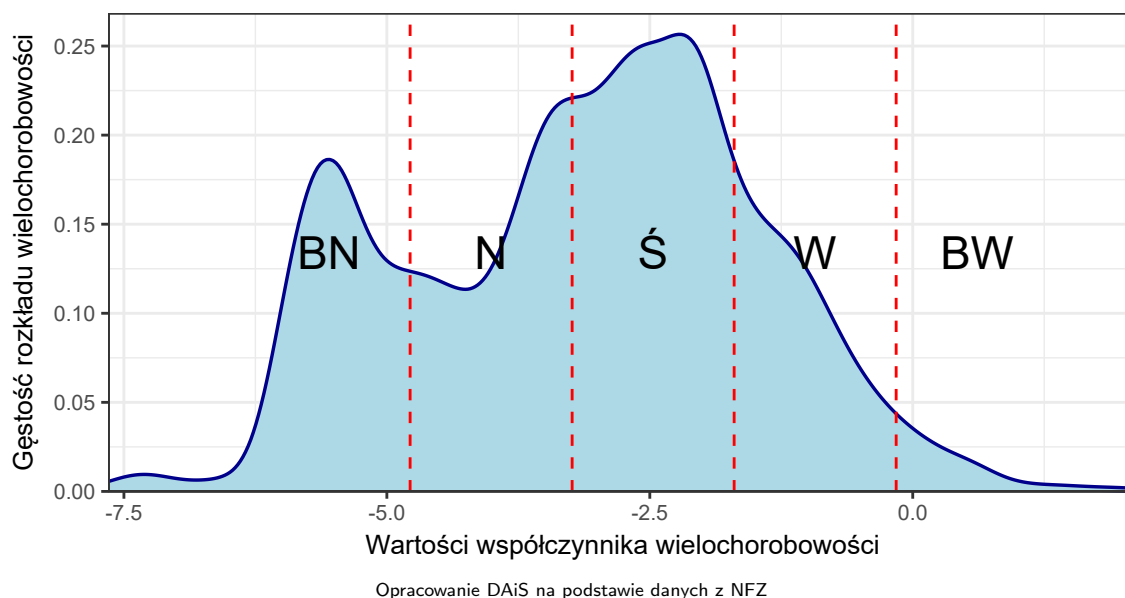 Gęstość rozkładu wielochorobowości
0.25
0.20
0.15
0.10
0.05
0.00
BN N Ś W BW
-7.5 -5.0 -2.5 0.0
Wartości współczynnika wielochorobowości
Opracowanie DAiS na podstawie danych z NFZ